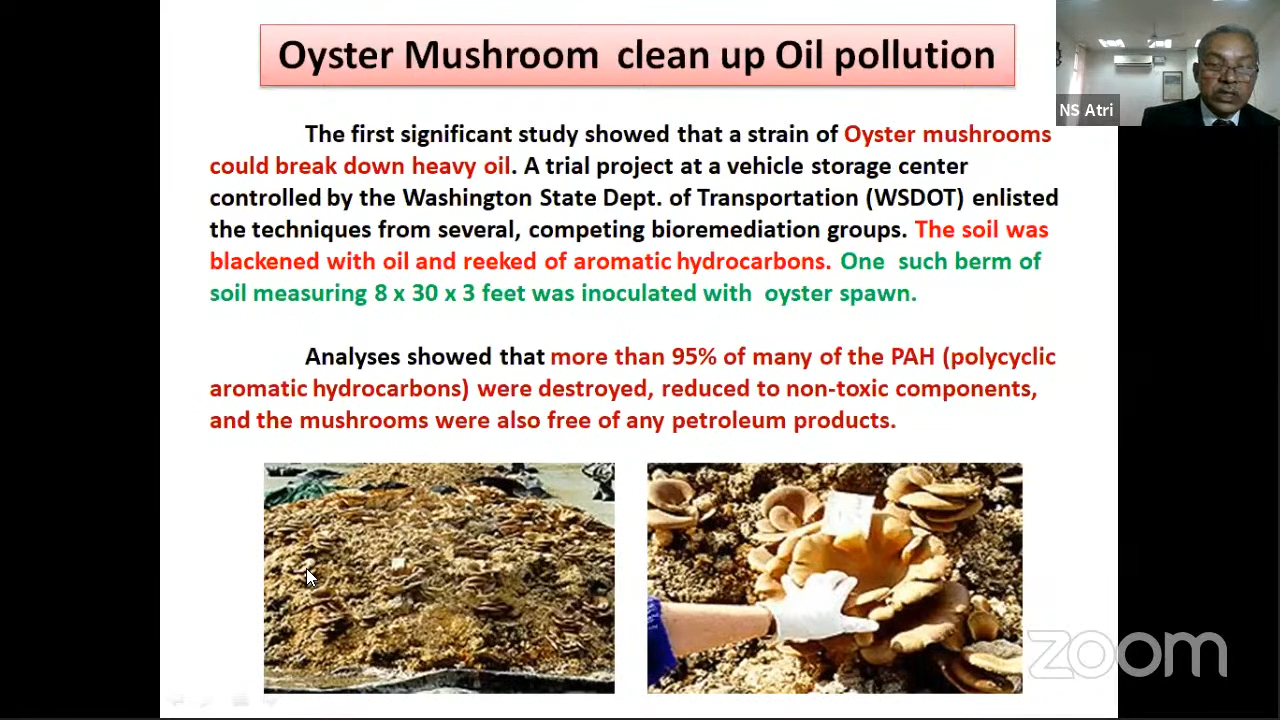 Oyster Mushroom clean up Oil pollution
NS Atri
The first significant study showed that a strain of Oyster mushrooms
could break down heavy oil. A trial project at a vehicle storage center
controlled by the Washington State Dept. of Transportation (WSDOT) enlisted
the techniques from several, competing bioremediation groups. The soil was
blackened with oil and reeked of aromatic hydrocarbons. One such berm of
soil measuring 8 x 30 x 3 feet was inoculated with oyster spawn.
Analyses showed that more than 95% of many of the PAH (polycyclic
aromatic hydrocarbons) were destroyed, reduced to non-toxic components,
and the mushrooms were also free of any petroleum products.
zoom